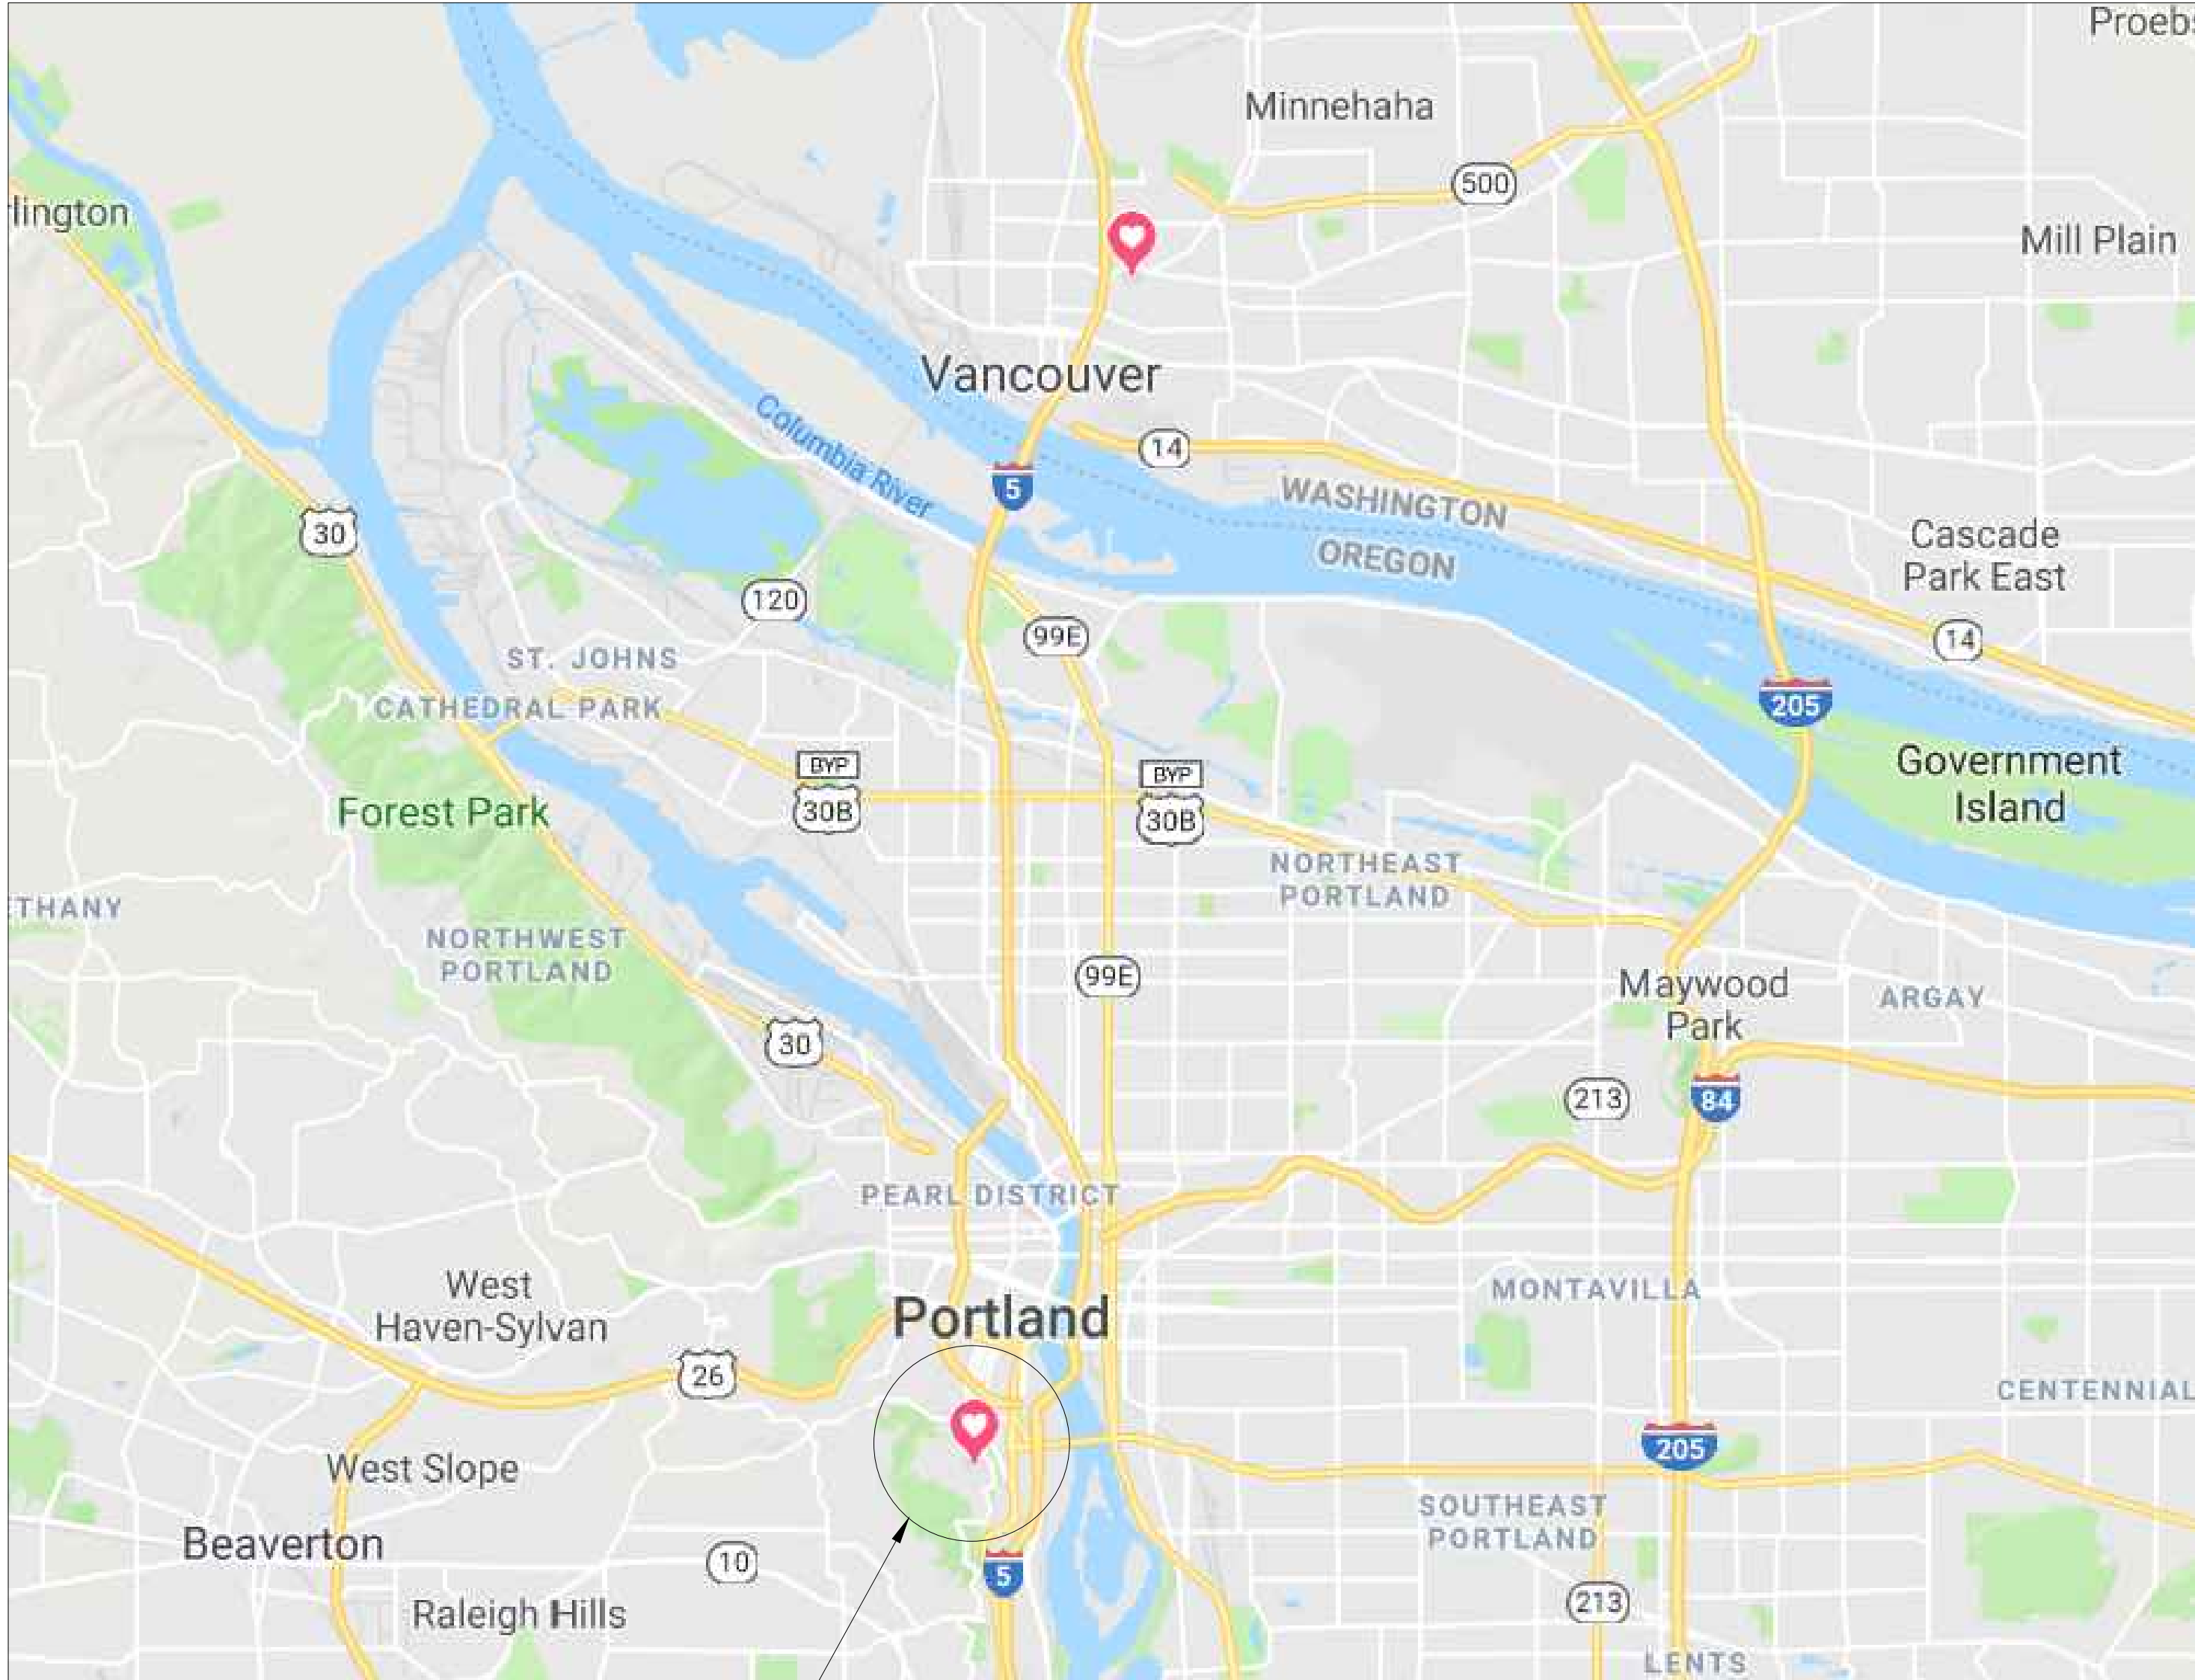 Proebs
Minnehaha
500
lington
Mill Plain
Vancouver
Columbia River
14
5
WASHINGTON
30
OREGON
Cascade
Park East
120
99E
14
ST. JOHNS
CATHEDRAL PARK
205
BYP
30B
BYP
30B
Government
Island
Forest Park
NORTHEAST
PORTLAND
THANY
NORTHWEST
PORTLAND
99E
Maywood
Park
ARGAY
30
213
84
PEARL DISTRICT
West
Haven-Sylvan
MONTAVILLA
Portland
26
CENTENNIAL
205
West Slope
SOUTHEAST
PORTLAND
Beaverton
10
5
213
Raleigh Hills
LENTS